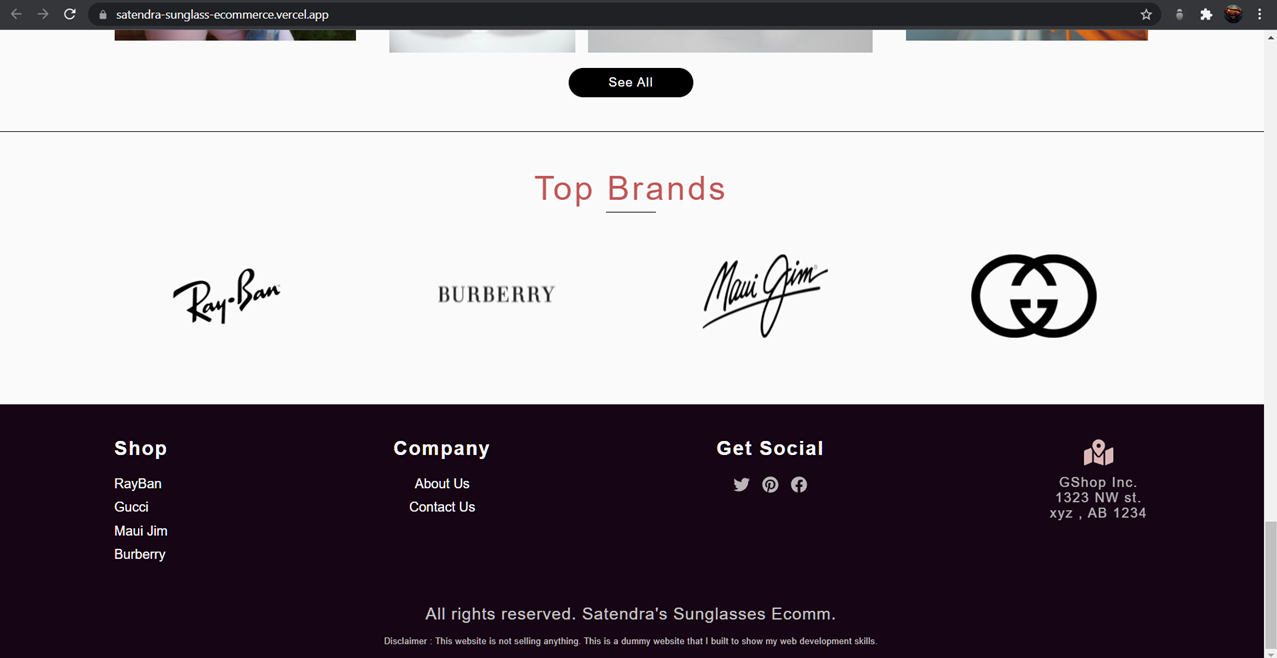 satendra-sunglass-ecommerce.vercel.app
See All
Top Brands
Ray-Ban
BURBERRY
Maui Jim
Shop
Company
Get Social
RayBan
Gucci
Maui Jim
Burberry
About Us
Contact Us
GShop Inc.
1323 NW st.
xyz , AB 1234
All rights reserved. Satendra's Sunglasses Ecomm.
Disclaimer : This website is not selling anything. This is a dummy website that I built to show my web development skills.